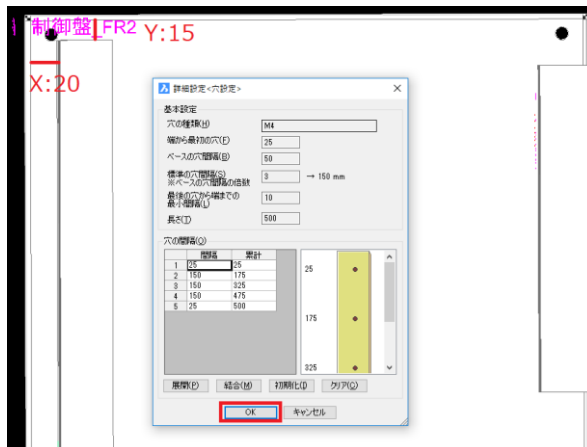 制御盤_FR2
Y:15
X:20
詳細設定<穴設定>
基本設定
穴の種類(H) M4
端から最初の穴(F) 25
ベースの穴間隔(B) 50
標準の穴間隔(S) 3 → 150 mm
※ベースの穴間隔の倍数
最後の穴から端までの 10
最小間隔(L)
長さ(T) 500
穴の間隔(O)
間隔 累計
1 25 25
2 150 175
3 150 325
4 150 475
5 25 500
25
175
325
展開(P) 結合(M) 初期化(I) クリア(C)
OK キャンセル